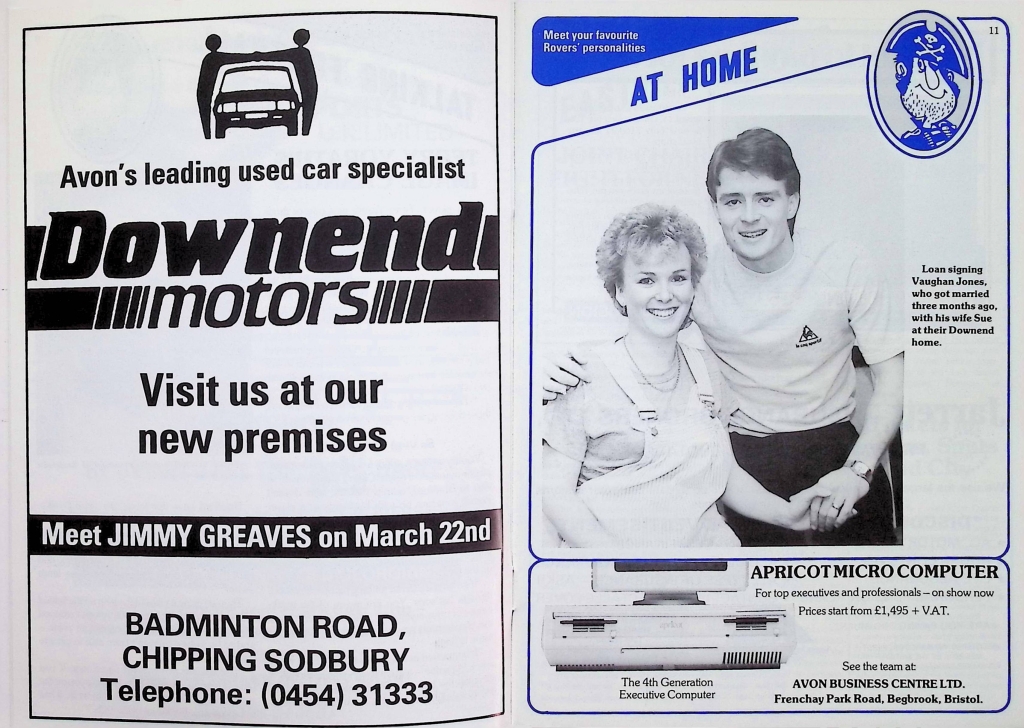 Avon's leading used car specialist
Downend
motors
Visit us at our
new premises
Meet JIMMY GREAVES on March 22nd
BADMINTON ROAD,
CHIPPING SODBURY
Telephone: (0454) 31333
11
Meet your favourite
Rovers' personalities
AT HOME
le coq sportif
Loan signing
Vaughan Jones,
who got married
three months ago,
with his wife Sue
at their Downend
home.
APRICOT MICRO COMPUTER
For top executives and professionals – on show now
Prices start from £1,495 + V.A.T.
The 4th Generation
Executive Computer
See the team at:
AVON BUSINESS CENTRE LTD.
Frenchay Park Road, Begbrook, Bristol.